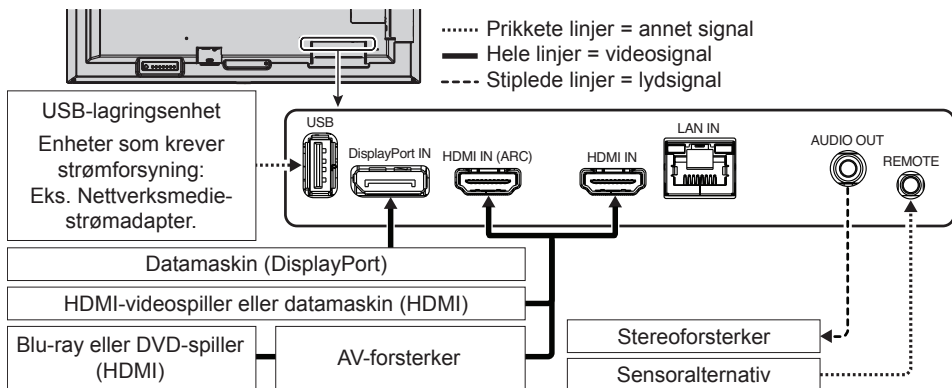 Prikkete linjer = annet signal
Hele linjer = videosignal
Stiplede linjer = lydsignal
USB-lagringsenhet
Enheter som krever
strømforsyning:
Eks. Nettverksmedie-
strømadapter.
USB
DisplayPort IN
HDMI IN (ARC)
HDMI IN
LAN IN
AUDIO OUT
REMOTE
Datamaskin (DisplayPort)
HDMI-videospiller eller datamaskin (HDMI)
Blu-ray eller DVD-spiller
(HDMI)
AV-forsterker
Stereoforsterker
Sensoralternativ